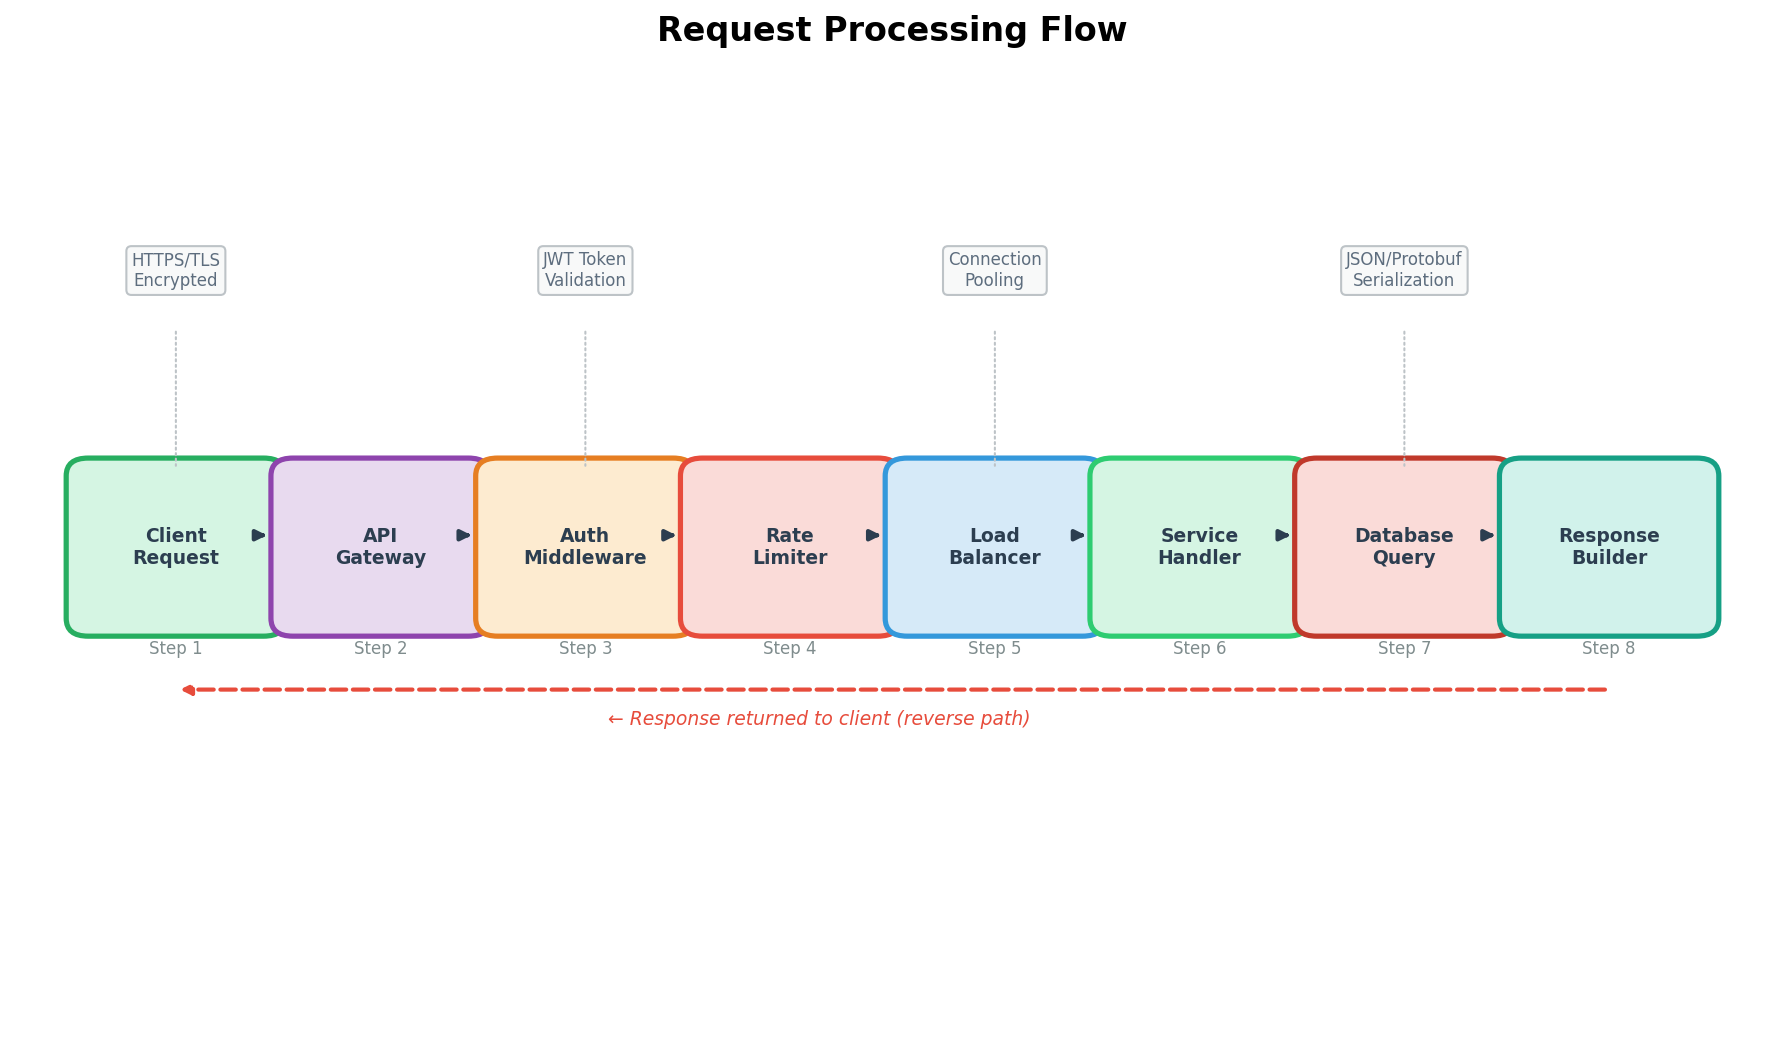 Request Processing Flow
HTTPS/TLS
Encrypted
JWT Token
Validation
Connection
Pooling
JSON/Protobuf
Serialization
Client
Request
API
Gateway
Auth
Middleware
Rate
Limiter
Load
Balancer
Service
Handler
Database
Query
Response
Builder
Step 1
Step 2
Step 3
Step 4
Step 5
Step 6
Step 7
Step 8
← Response returned to client (reverse path)